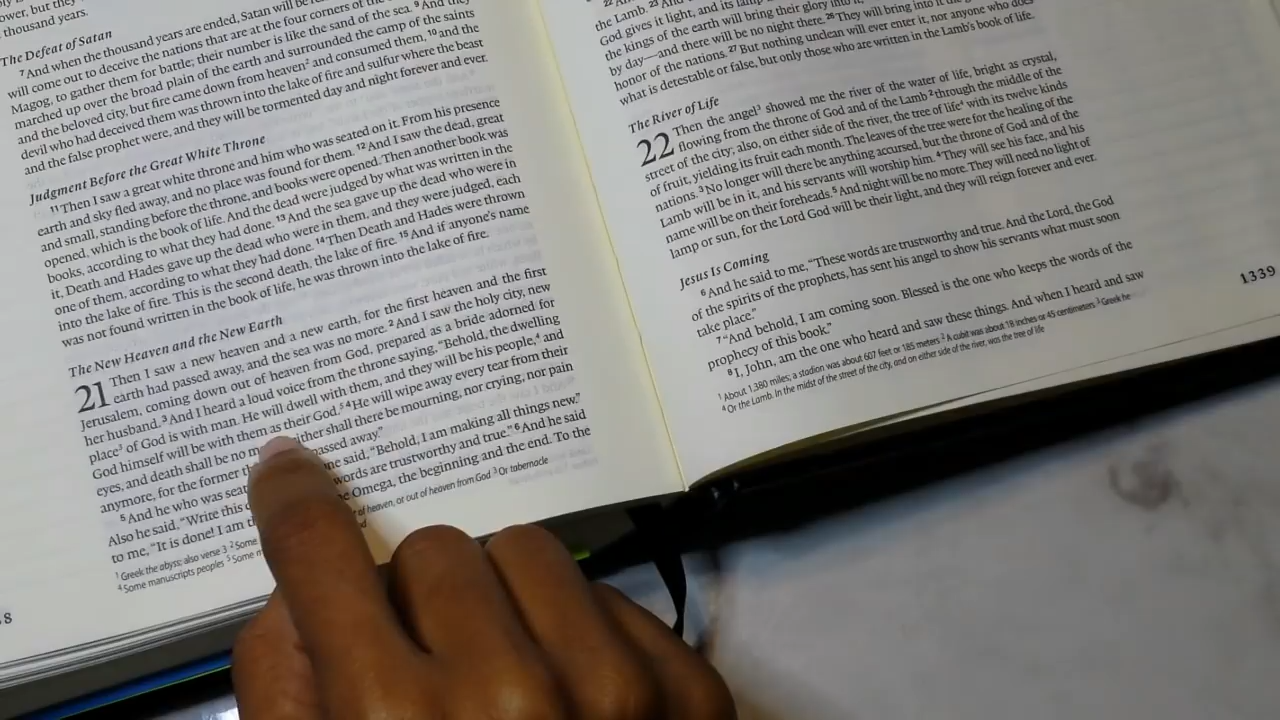 thousand years.
The Defeat of Satan
7 And when the thousand years are ended, Satan will be
will come out to deceive the nations that are at the four corners of the
Magog, to gather them for battle; their number is like the sand of the sea. 9 And they
marched up over the broad plain of the earth and surrounded the camp of the saints
and the beloved city, but fire came down from heaven2 and consumed them, 10 and the
devil who had deceived them was thrown into the lake of fire and sulfur where the beast
and the false prophet were, and they will be tormented day and night forever and ever.
Judgment Before the Great White Throne
11 Then I saw a great white throne and him who was seated on it. From his presence
earth and sky fled away, and no place was found for them. 12 And I saw the dead, great
and small, standing before the throne, and books were opened. Then another book was
opened, which is the book of life. And the dead were judged by what was written in the
books, according to what they had done. 13 And the sea gave up the dead who were in
it, Death and Hades gave up the dead who were in them, and they were judged, each
one of them, according to what they had done. 14 Then Death and Hades were thrown
into the lake of fire. This is the second death, the lake of fire. 15 And if anyone's name
was not found written in the book of life, he was thrown into the lake of fire.
The New Heaven and the New Earth
21 Then I saw a new heaven and a new earth, for the first heaven and the first
earth had passed away, and the sea was no more. 2 And I saw the holy city, new
Jerusalem, coming down out of heaven from God, prepared as a bride adorned for
her husband. 3 And I heard a loud voice from the throne saying, "Behold, the dwelling
place3 of God is with man. He will dwell with them, and they will be his people,4 and
God himself will be with them as their God.5 4 He will wipe away every tear from their
eyes, and death shall be no neither shall there be mourning, nor crying, nor pain
anymore, for the former passed away."
5 And he who was said, "Behold, I am making all things new."
Also he said, "Write this words are trustworthy and true." 6 And he said
to me, "It is done! I am Omega, the beginning and the end. To the
1 Greek the abyss; also verse 3 2 Some of heaven, or out of heaven from God 3 Or tabernacle
4 Some manuscripts peoples 5 Some
8
the Lamb. 23 And
God gives it light, and its
the kings of the earth will bring their glory into
by day—and there will be no night there. 26 They will bring into
honor of the nations. 27 But nothing unclean will ever enter it, nor anyone who does
what is detestable or false, but only those who are written in the Lamb's book of life.
The River of Life
22 Then the angel1 showed me the river of the water of life, bright as crystal,
flowing from the throne of God and of the Lamb 2 through the middle of the
street of the city; also, on either side of the river, the tree of life4 with its twelve kinds
of fruit, yielding its fruit each month. The leaves of the tree were for the healing of the
nations. 3 No longer will there be anything accursed, but the throne of God and of the
Lamb will be in it, and his servants will worship him. 4 They will see his face, and his
name will be on their foreheads. 5 And night will be no more. They will need no light of
lamp or sun, for the Lord God will be their light, and they will reign forever and ever.
Jesus Is Coming
6 And he said to me, "These words are trustworthy and true. And the Lord, the God
of the spirits of the prophets, has sent his angel to show his servants what must soon
take place."
7 "And behold, I am coming soon. Blessed is the one who keeps the words of the
prophecy of this book."
8 I, John, am the one who heard and saw these things. And when I heard and saw
1 About 1,380 miles; a stadion was about 607 feet or 185 meters 2 A cubit was about 18 inches or 45 centimeters 3 Greek he
4 Or the Lamb. In the midst of the street of the city, and on either side of the river, was the tree of life
1339